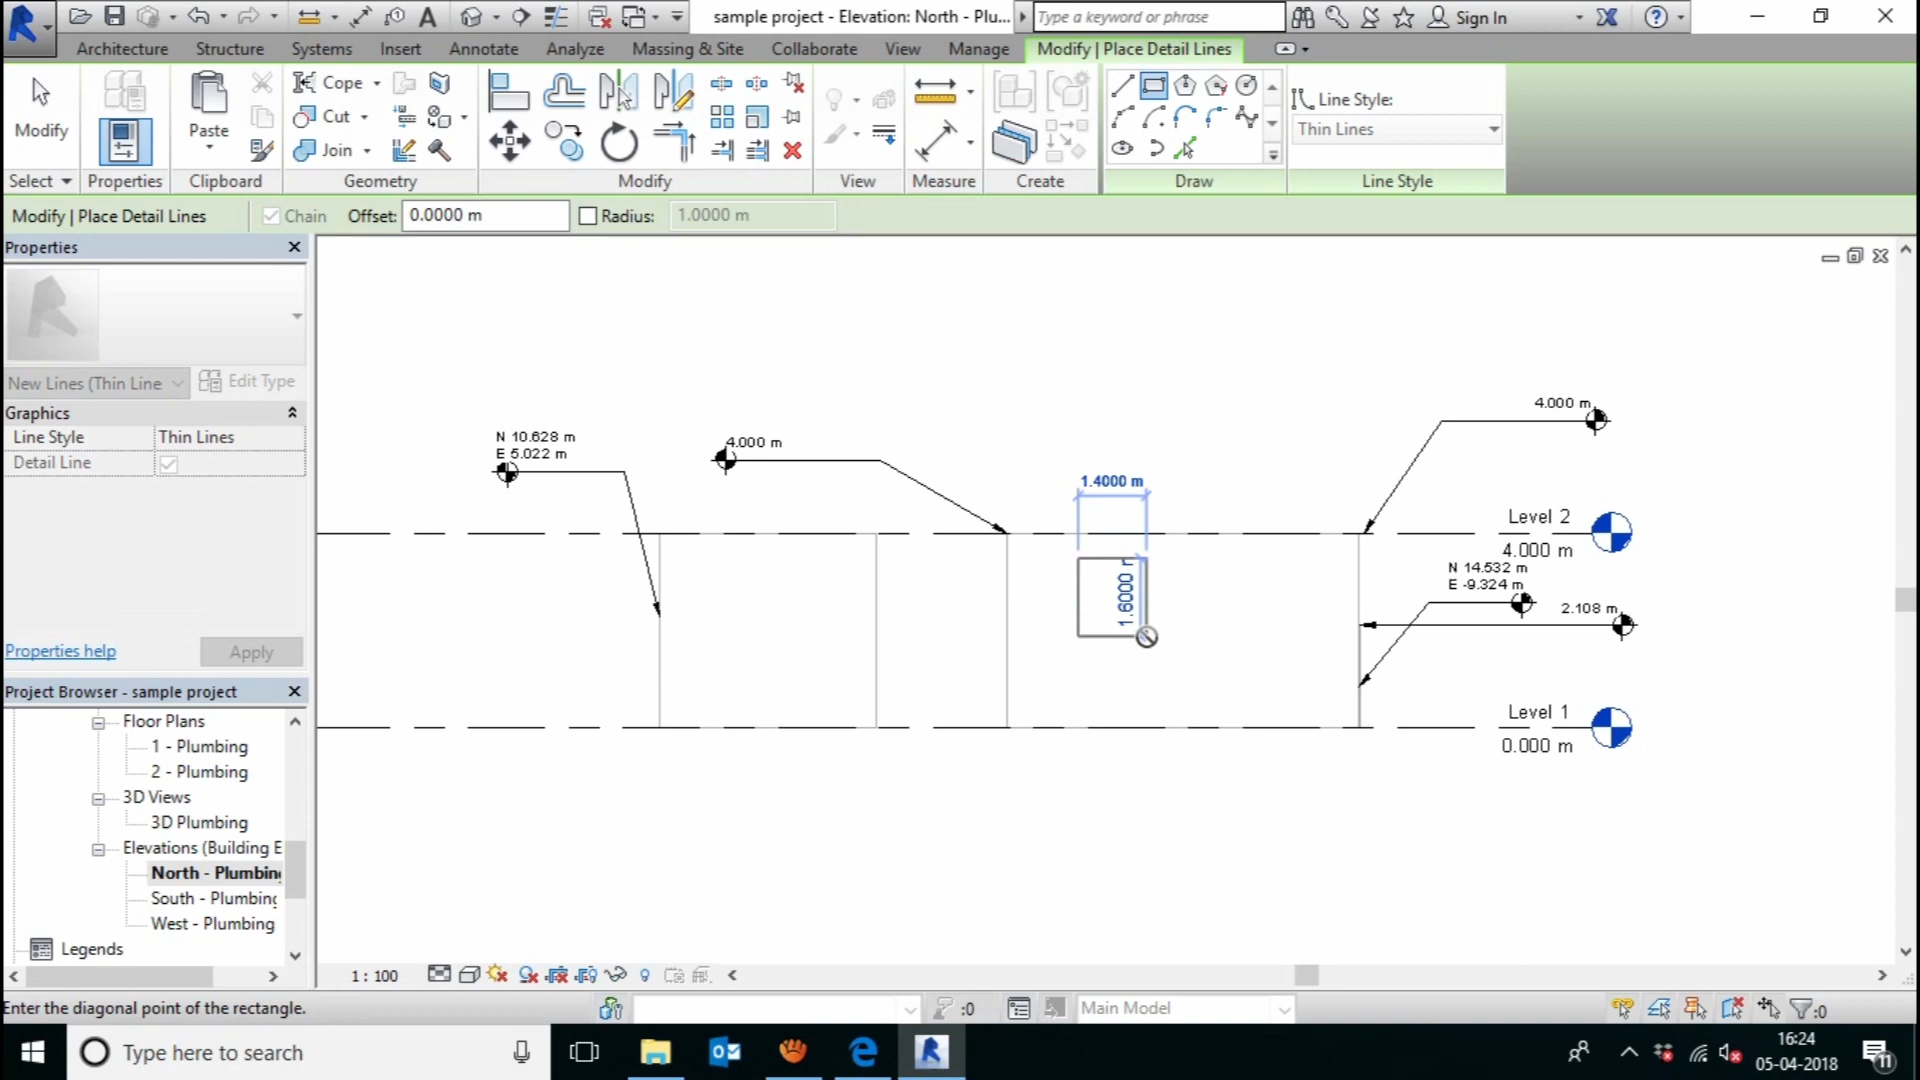 sample project - Elevation: North - Plu...
Type a keyword or phrase
Sign In
Architecture
Structure
Systems
Insert
Annotate
Analyze
Massing & Site
Collaborate
View
Manage
Modify | Place Detail Lines
Modify
Paste
Cope
Cut
Join
Line Style:
Thin Lines
Select
Properties
Clipboard
Geometry
Modify
View
Measure
Create
Draw
Line Style
Modify | Place Detail Lines
Chain
Offset:
0.0000 m
Radius:
1.0000 m
Properties
New Lines (Thin Line
Edit Type
Graphics
Line Style
Thin Lines
Detail Line
Properties help
Apply
Project Browser - sample project
Floor Plans
1 - Plumbing
2 - Plumbing
3D Views
3D Plumbing
Elevations (Building E
North - Plumbing
South - Plumbing
West - Plumbing
Legends
N 10.628 m
E 5.022 m
4.000 m
1.4000 m
1.6000 m
4.000 m
Level 2
4.000 m
N 14.532 m
E -9.324 m
2.108 m
Level 1
0.000 m
1 : 100
Enter the diagonal point of the rectangle.
:0
Main Model
:0
Type here to search
16:24
05-04-2018
11